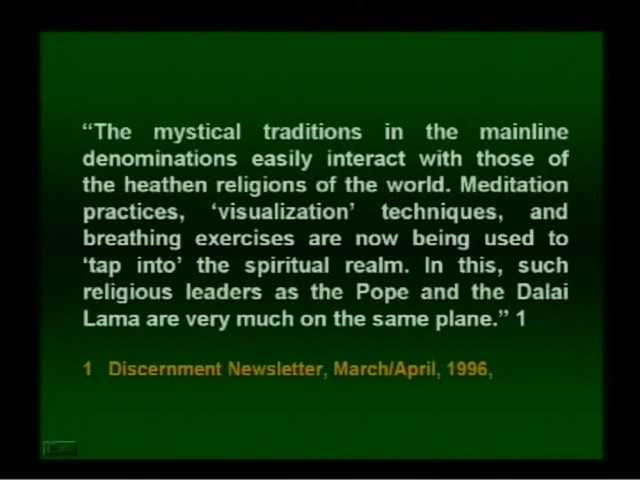 “The mystical traditions in the mainline
denominations easily interact with those of
the heathen religions of the world. Meditation
practices, ‘visualization’ techniques, and
breathing exercises are now being used to
‘tap into’ the spiritual realm. In this, such
religious leaders as the Pope and the Dalai
Lama are very much on the same plane.” 1
1 Discernment Newsletter, March/April, 1996,